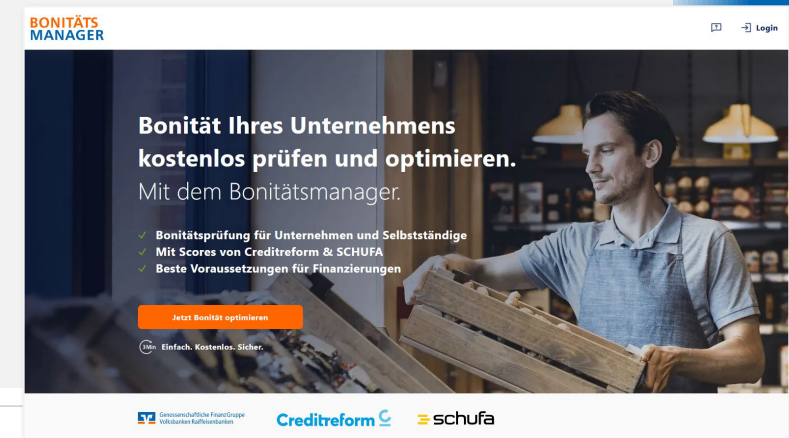 BONITÄTS
MANAGER
Login
Bonität Ihres Unternehmens
kostenlos prüfen und optimieren.
Mit dem Bonitätsmanager.
Bonitätsprüfung für Unternehmen und Selbstständige
Mit Scores von Creditreform & SCHUFA
Beste Voraussetzungen für Finanzierungen
Jetzt Bonität optimieren
3Min Einfach. Kostenlos. Sicher.
Genossenschaftliche FinanzGruppe
Volksbanken Raiffeisenbanken
Creditreform C
schufa